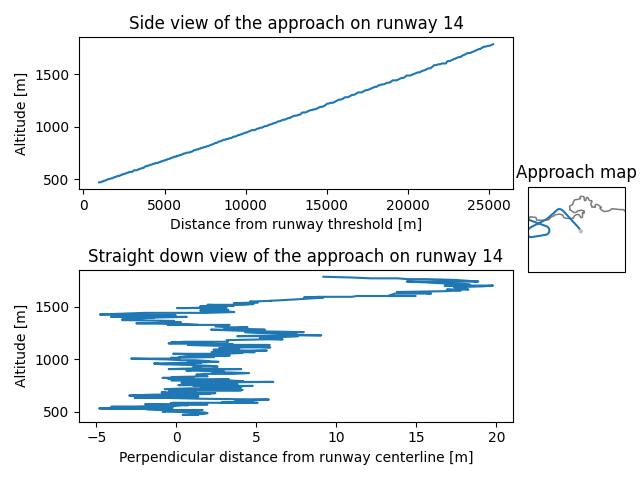 Side view of the approach on runway 14
1500
1000
500
Altitude [m]
0 5000 10000 15000 20000 25000
Distance from runway threshold [m]
Approach map
Straight down view of the approach on runway 14
1500
1000
500
Altitude [m]
−5 0 5 10 15 20
Perpendicular distance from runway centerline [m]